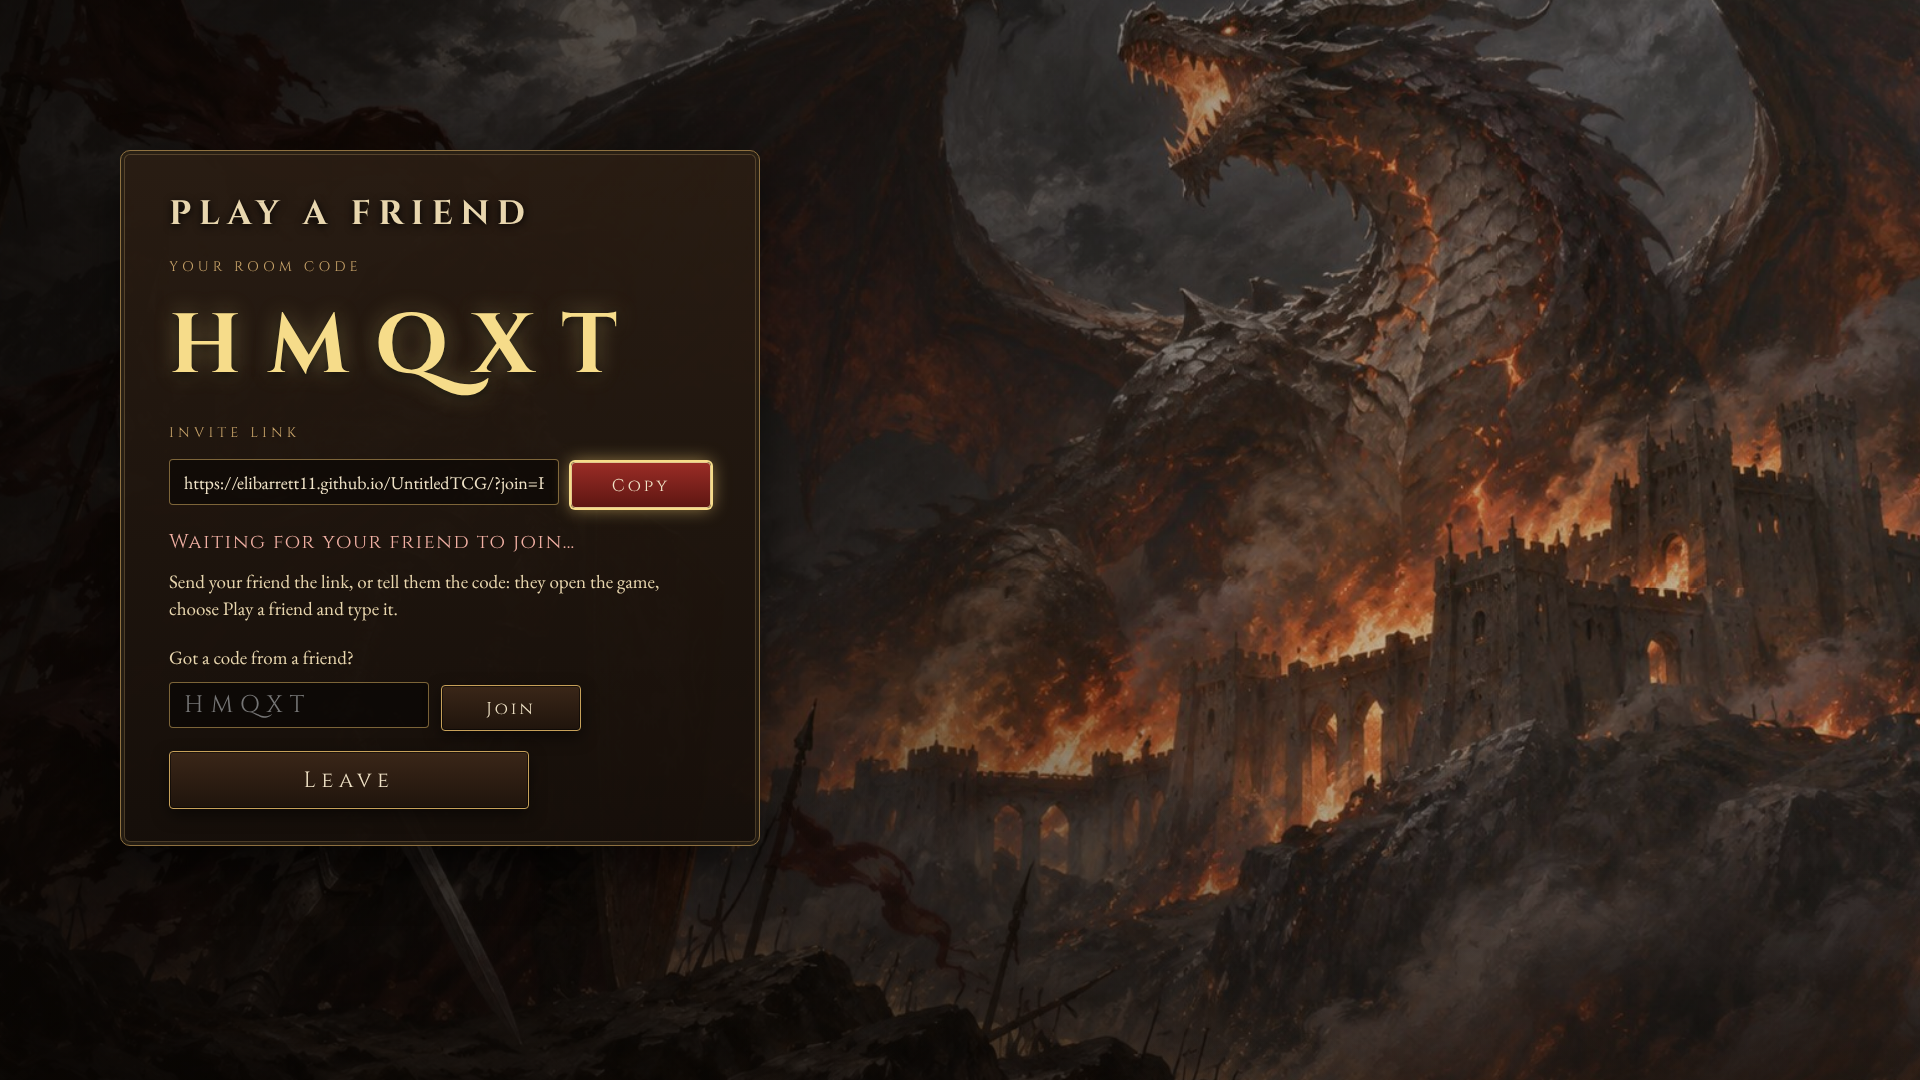 PLAY A FRIEND
YOUR ROOM CODE
HMQXT
INVITE LINK
https://elibarrett11.github.io/UntitledTCG/?join=
Copy
Waiting for your friend to join...
Send your friend the link, or tell them the code: they open the game,
choose Play a friend and type it.
Got a code from a friend?
HMQXT
Join
Leave